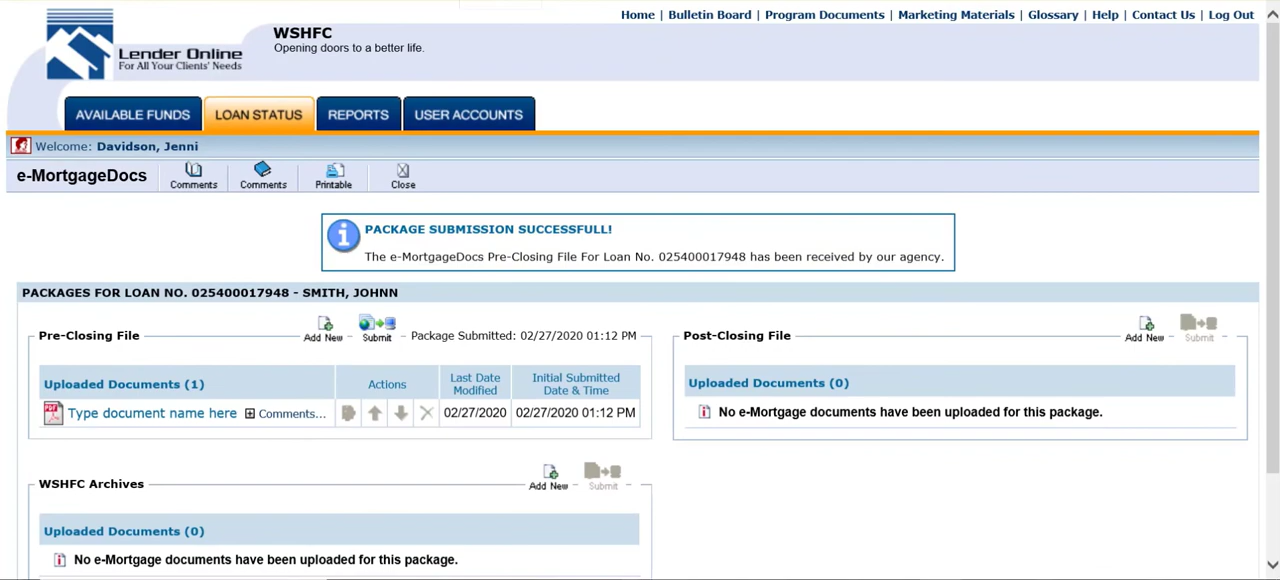 Home | Bulletin Board | Program Documents | Marketing Materials | Glossary | Help | Contact Us | Log Out
WSHFC
Opening doors to a better life.
Lender Online
For All Your Clients' Needs
AVAILABLE FUNDS
LOAN STATUS
REPORTS
USER ACCOUNTS
Welcome: Davidson, Jenni
e-MortgageDocs
Comments
Comments
Printable
Close
PACKAGE SUBMISSION SUCCESSFULL!
The e-MortgageDocs Pre-Closing File For Loan No. 025400017948 has been received by our agency.
PACKAGES FOR LOAN NO. 025400017948 - SMITH, JOHNN
Pre-Closing File
Add New
Submit
Package Submitted: 02/27/2020 01:12 PM
Uploaded Documents (1)
Actions
Last Date
Modified
Initial Submitted
Date & Time
PDF
Type document name here
Comments...
02/27/2020
02/27/2020 01:12 PM
Post-Closing File
Add New
Submit
Uploaded Documents (0)
No e-Mortgage documents have been uploaded for this package.
WSHFC Archives
Add New
Submit
Uploaded Documents (0)
No e-Mortgage documents have been uploaded for this package.